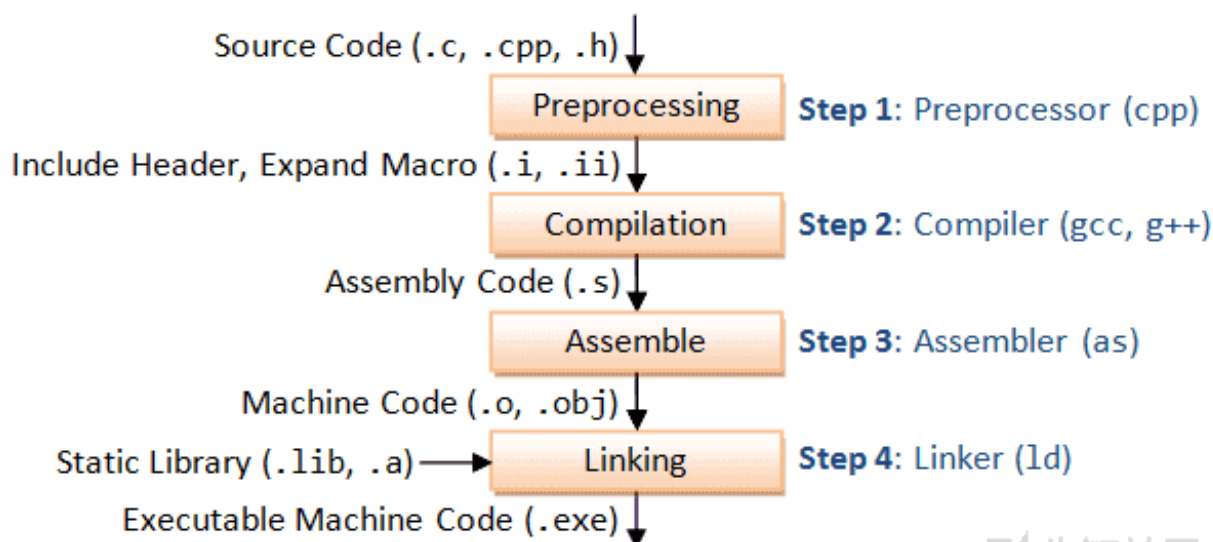 Source Code (.c, .cpp, .h)
Preprocessing
Step 1: Preprocessor (cpp)
Include Header, Expand Macro (.i, .ii)
Compilation
Step 2: Compiler (gcc, g++)
Assembly Code (.s)
Assemble
Step 3: Assembler (as)
Machine Code (.o, .obj)
Static Library (.lib, .a)
Linking
Step 4: Linker (ld)
Executable Machine Code (.exe)